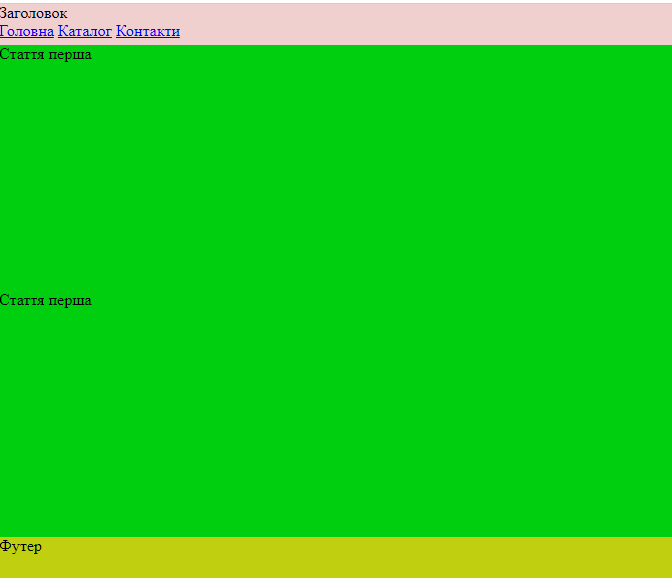 Заголовок
Головна Каталог Контакти
Стаття перша
Стаття перша
Футер